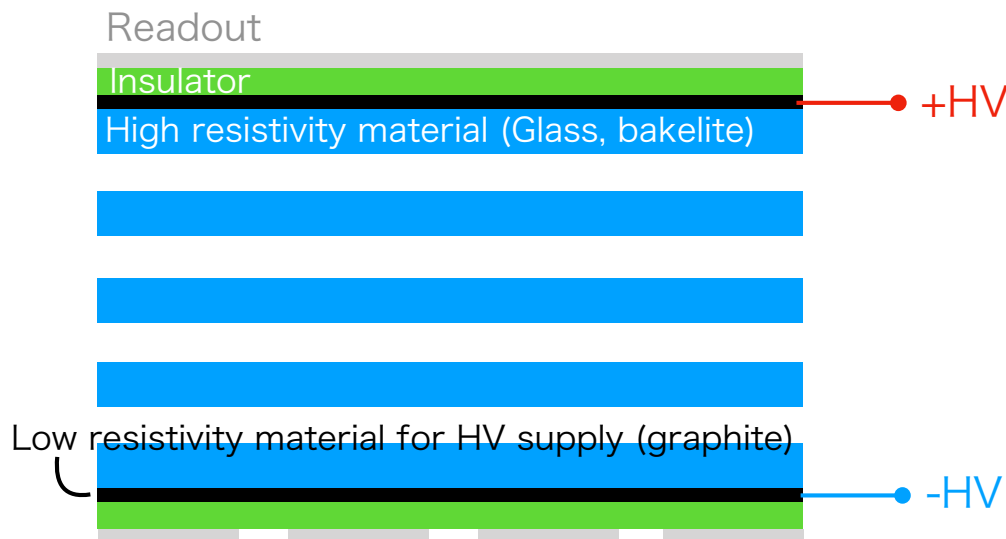 Readout
Insulator
+HV
High resistivity material (Glass, bakelite)
Low resistivity material for HV supply (graphite)
-HV